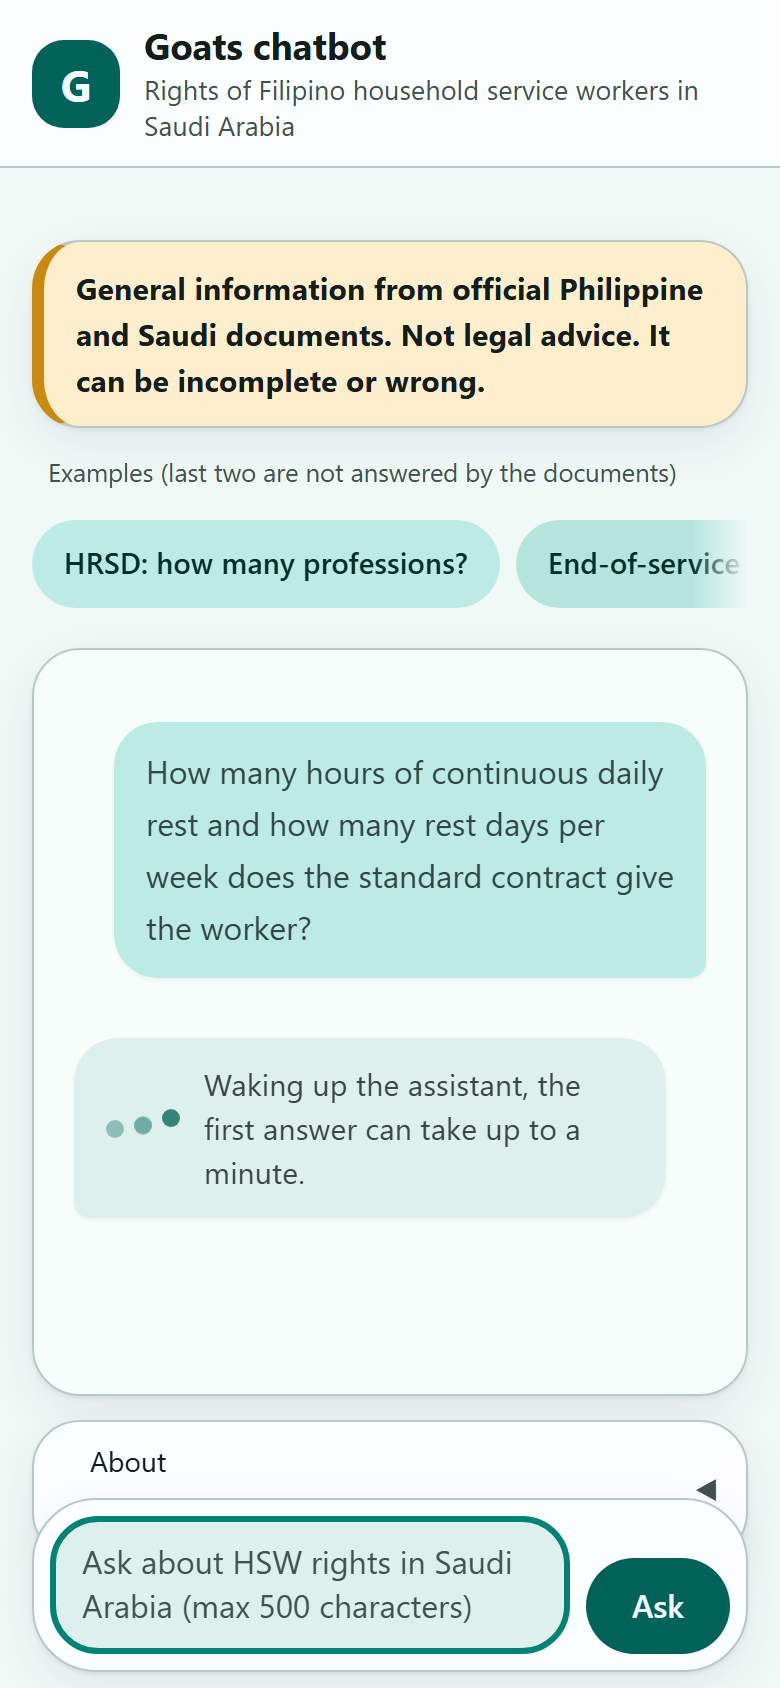 G
Goats chatbot
Rights of Filipino household service workers in
Saudi Arabia
General information from official Philippine
and Saudi documents. Not legal advice. It
can be incomplete or wrong.
Examples (last two are not answered by the documents)
HRSD: how many professions?
End-of-service
How many hours of continuous daily
rest and how many rest days per
week does the standard contract give
the worker?
Waking up the assistant, the
first answer can take up to a
minute.
About
Ask about HSW rights in Saudi
Arabia (max 500 characters)
Ask